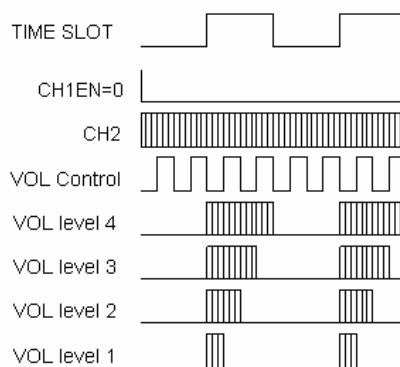 TIME SLOT
CH1EN=0
CH2
VOL Control
VOL level 4
VOL level 3
VOL level 2
VOL level 1